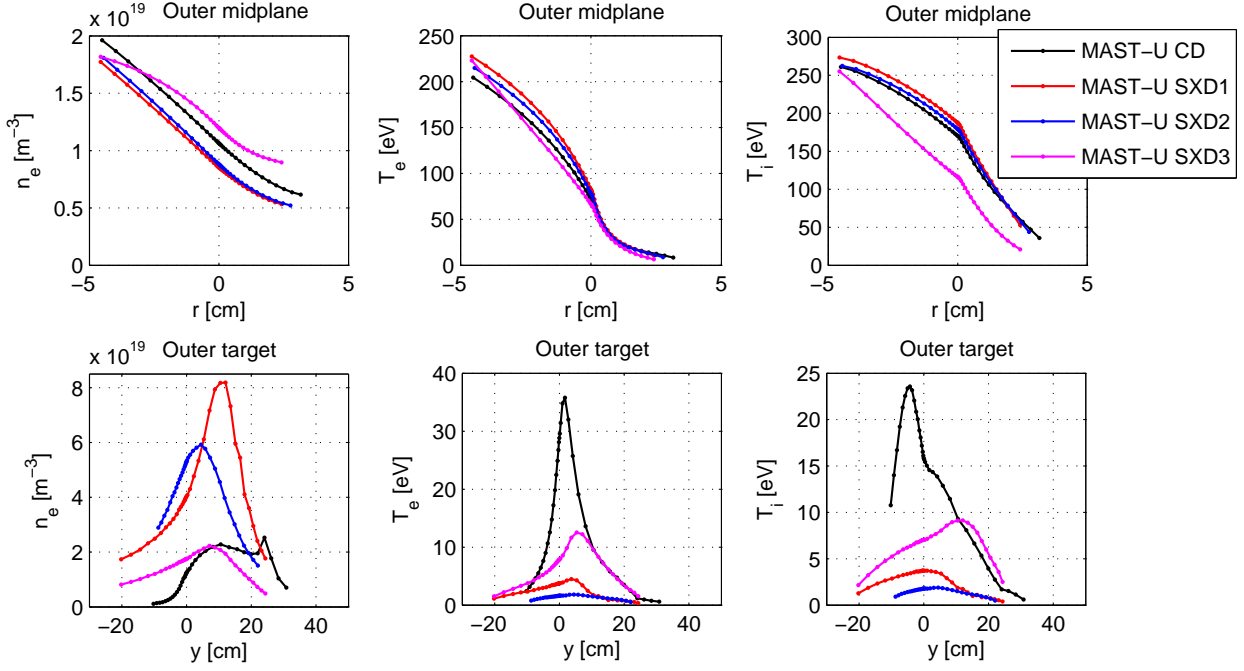 Outer midplane
Outer midplane
Outer midplane
x 10^19
n_e [m^−3]
2
1.5
1
0.5
0
−5
0
5
r [cm]
T_e [eV]
250
200
150
100
50
0
−5
0
5
r [cm]
T_i [eV]
300
250
200
150
100
50
0
−5
0
5
r [cm]
MAST−U CD
MAST−U SXD1
MAST−U SXD2
MAST−U SXD3
Outer target
Outer target
Outer target
x 10^19
n_e [m^−3]
8
6
4
2
0
−20
0
20
40
y [cm]
T_e [eV]
40
30
20
10
0
−20
0
20
40
y [cm]
T_i [eV]
25
20
15
10
5
0
−20
0
20
40
y [cm]